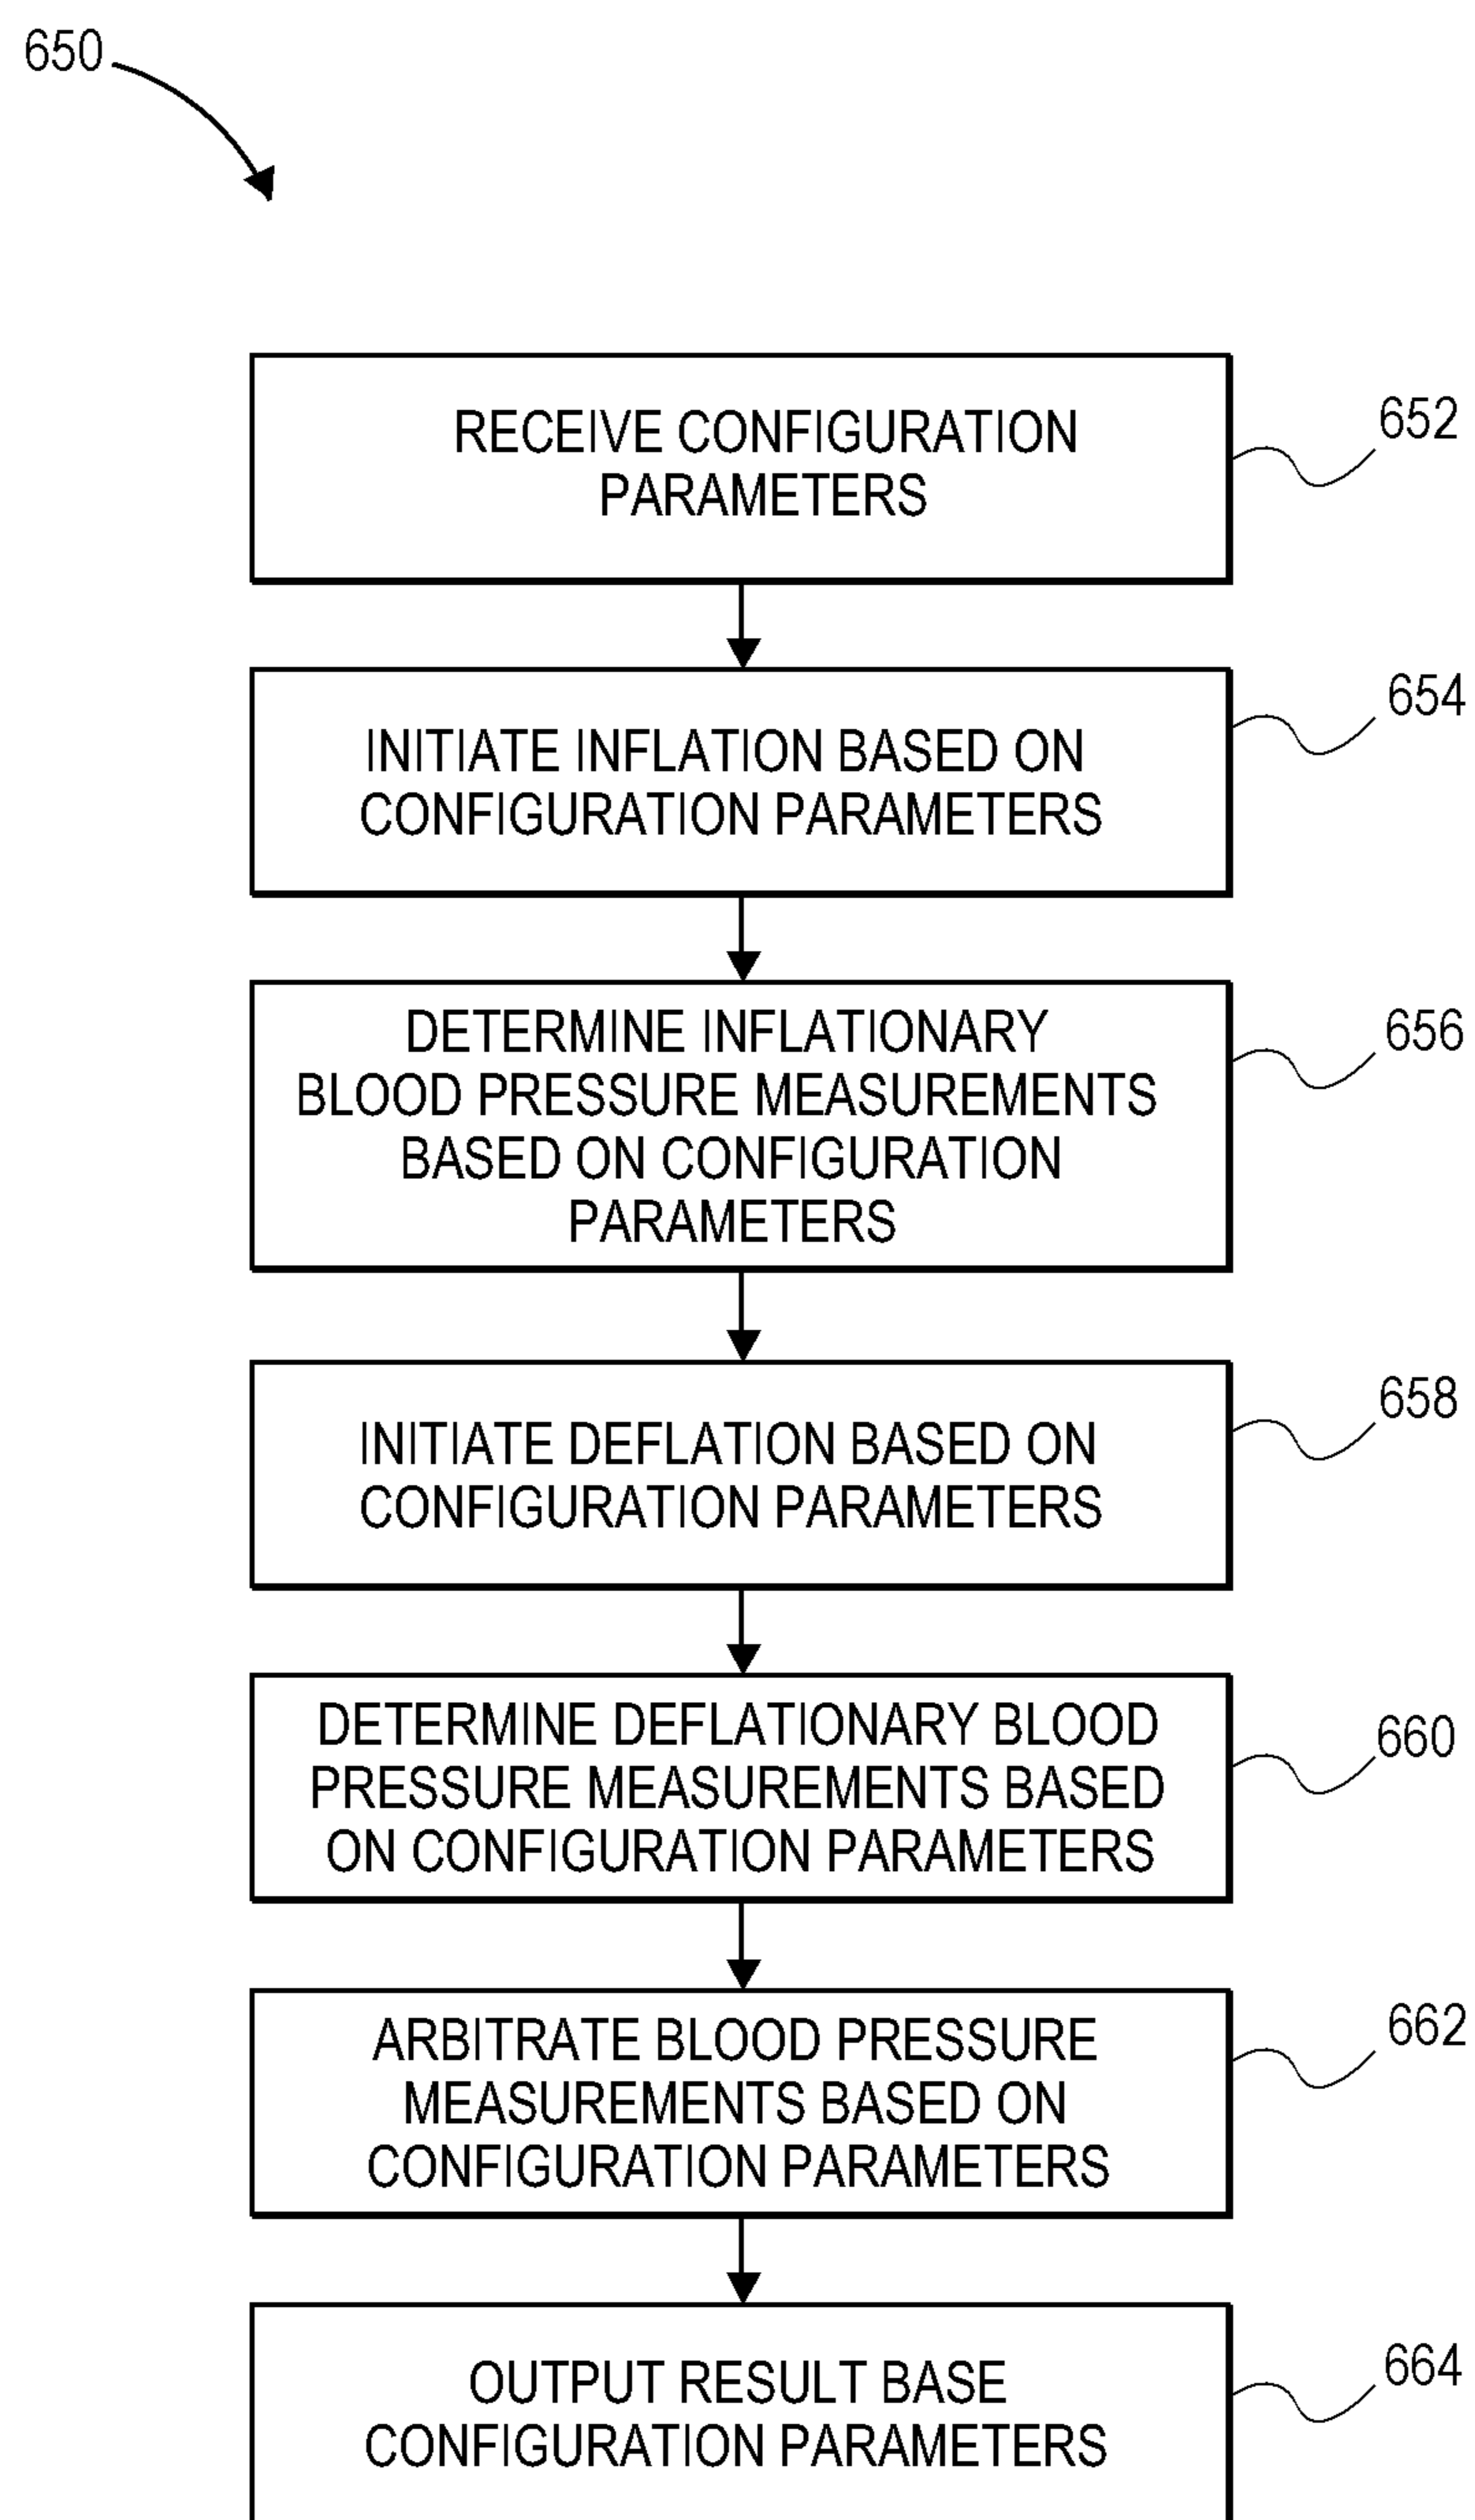 650
RECEIVE CONFIGURATION
PARAMETERS
652
INITIATE INFLATION BASED ON
CONFIGURATION PARAMETERS
654
DETERMINE INFLATIONARY
BLOOD PRESSURE MEASUREMENTS
BASED ON CONFIGURATION
PARAMETERS
656
INITIATE DEFLATION BASED ON
CONFIGURATION PARAMETERS
658
DETERMINE DEFLATIONARY BLOOD
PRESSURE MEASUREMENTS BASED
ON CONFIGURATION PARAMETERS
660
ARBITRATE BLOOD PRESSURE
MEASUREMENTS BASED ON
CONFIGURATION PARAMETERS
662
OUTPUT RESULT BASE
CONFIGURATION PARAMETERS
664